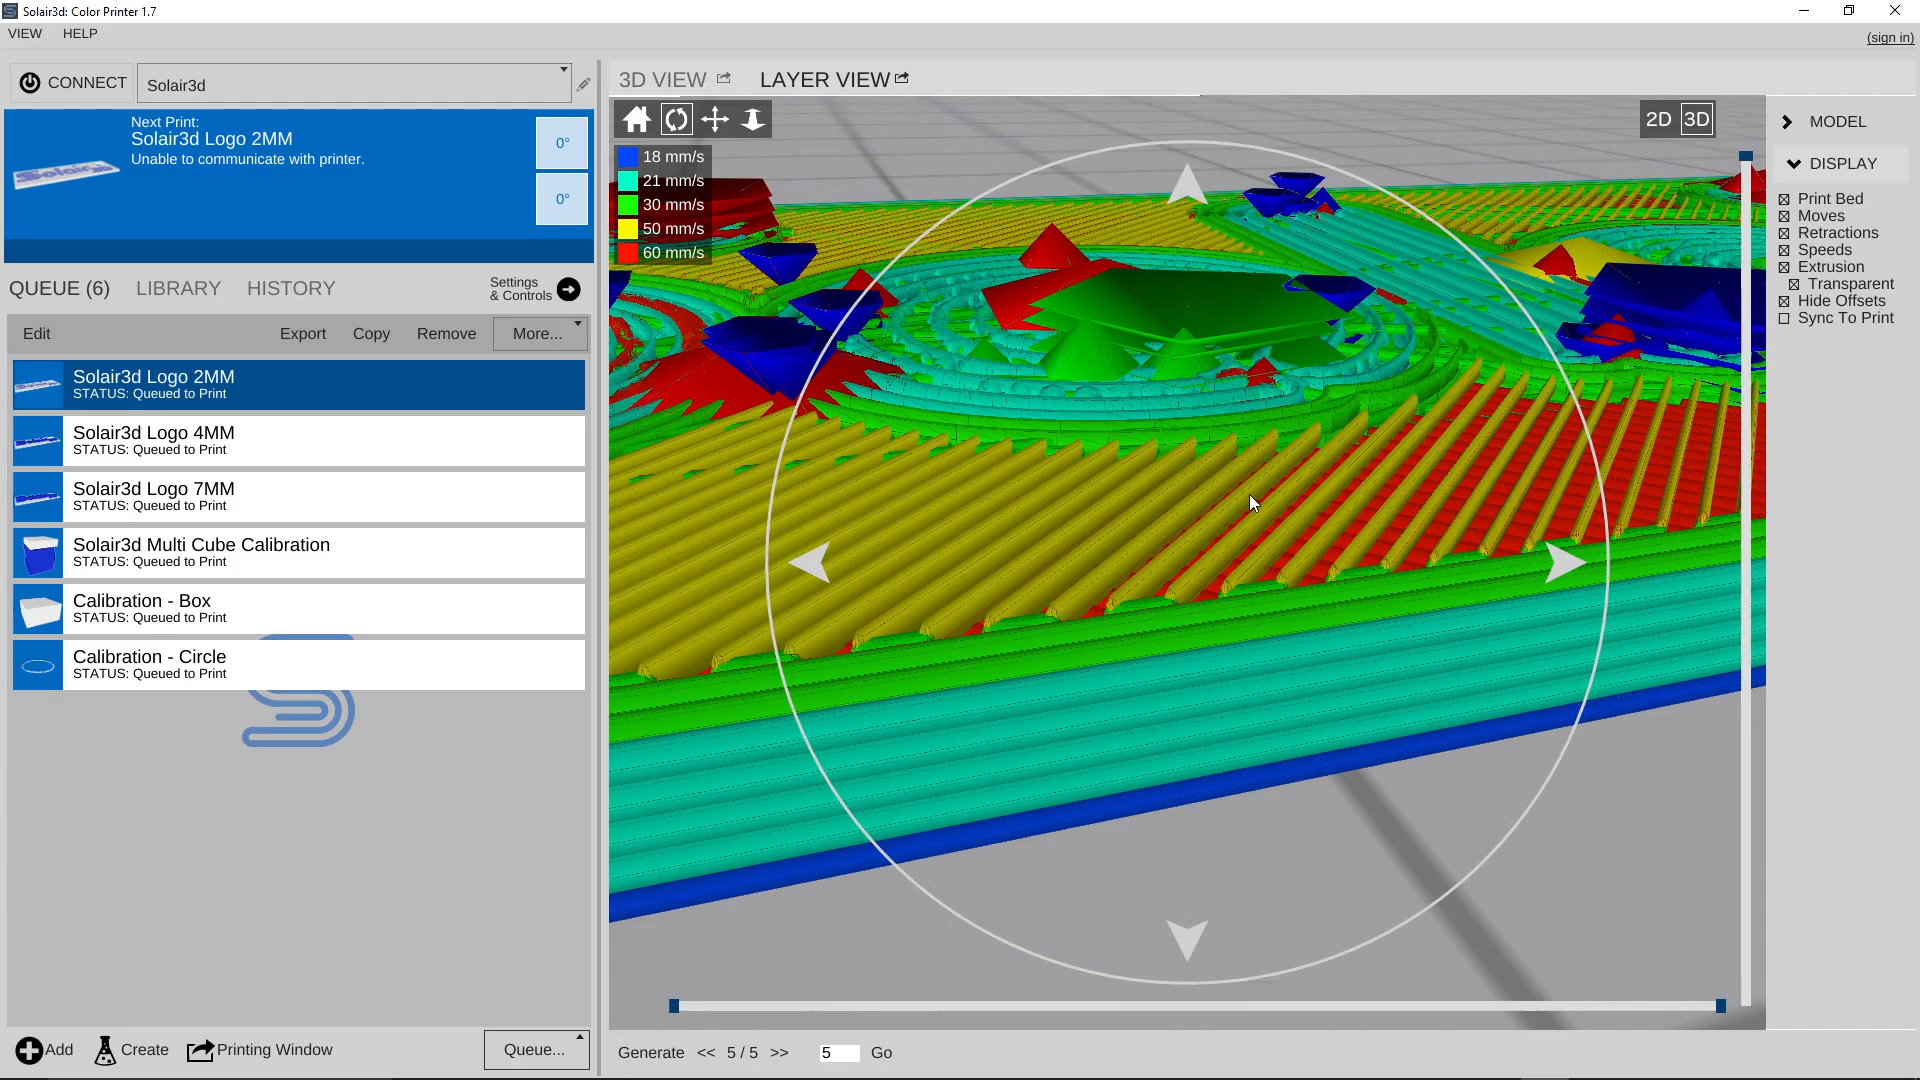 Solair3d: Color Printer 1.7
VIEW HELP
(sign in)
CONNECT
Solair3d
Next Print:
Solair3d Logo 2MM
Unable to communicate with printer.
0°
0°
QUEUE (6) LIBRARY HISTORY
Settings
& Controls
Edit Export Copy Remove More...
Solair3d Logo 2MM
STATUS: Queued to Print
Solair3d Logo 4MM
STATUS: Queued to Print
Solair3d Logo 7MM
STATUS: Queued to Print
Solair3d Multi Cube Calibration
STATUS: Queued to Print
Calibration - Box
STATUS: Queued to Print
Calibration - Circle
STATUS: Queued to Print
Add Create Printing Window Queue...
3D VIEW LAYER VIEW
2D 3D
18 mm/s
21 mm/s
30 mm/s
50 mm/s
60 mm/s
Generate << 5 / 5 >> 5 Go
MODEL
DISPLAY
Print Bed
Moves
Retractions
Speeds
Extrusion
Transparent
Hide Offsets
Sync To Print